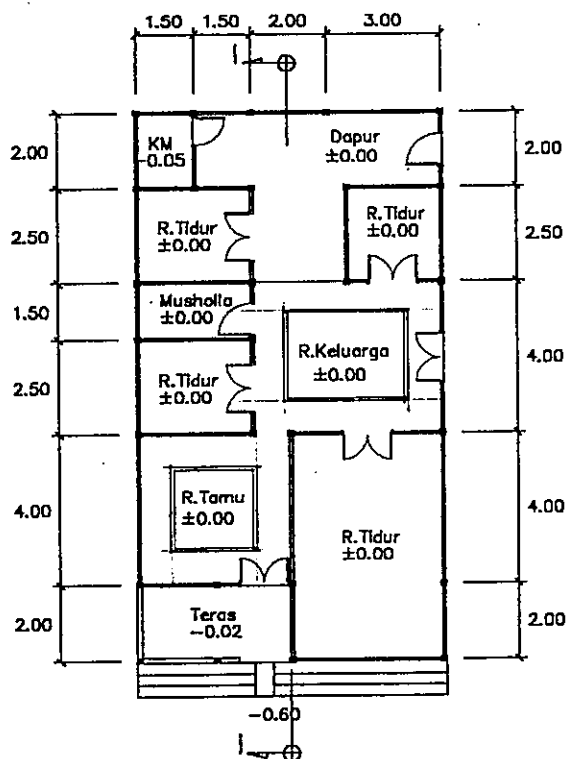 1.50 1.50 2.00 3.00
I
KM
-0.05
Dapur
±0.00
2.00
2.00
R.Tidur
±0.00
R.Tidur
±0.00
2.50
2.50
Musholla
±0.00
1.50
R.Keluarga
±0.00
4.00
R.Tidur
±0.00
2.50
R.Tamu
±0.00
4.00
R.Tidur
±0.00
4.00
Teras
-0.02
2.00
2.00
-0.60
I